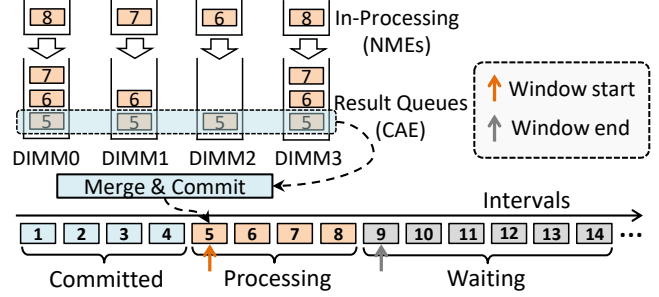 8 7 6 8 In-Processing
(NMEs)
7 7
6 6 6 Result Queues
5 5 5 5 (CAE)
DIMM0 DIMM1 DIMM2 DIMM3
Window start
Window end
Merge & Commit
Intervals
1 2 3 4 5 6 7 8 9 10 11 12 13 14 •••
Committed Processing Waiting